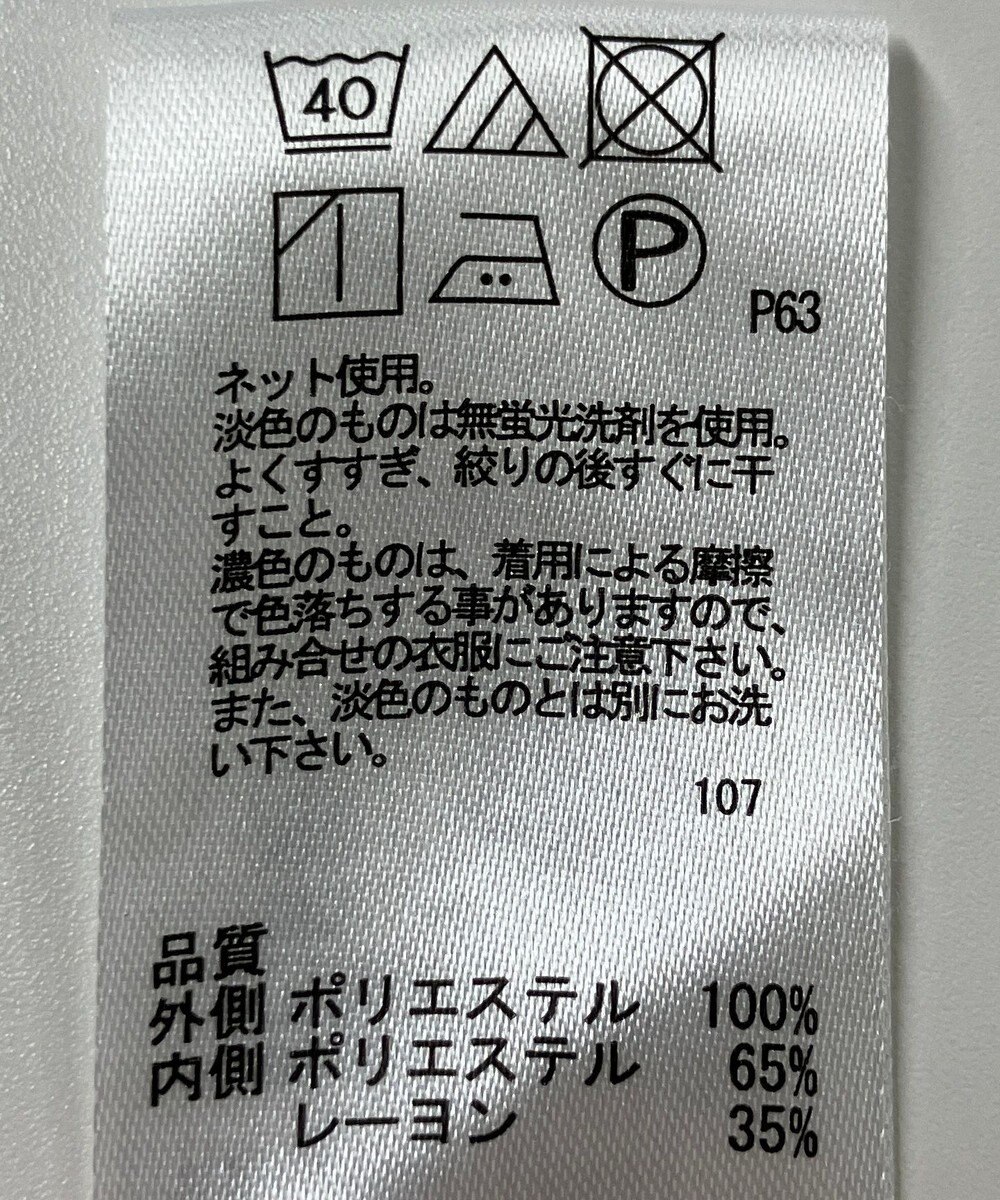 40
P
P63
ネット使用。
淡色のものは無蛍光洗剤を使用。
よくすすぎ、絞りの後すぐに干
すこと。
濃色のものは、着用による摩擦
で色落ちする事がありますので、
組み合せの衣服にご注意下さい。
また、淡色のものとは別にお洗
い下さい。
107
品質
外側 ポリエステル 100%
内側 ポリエステル 65%
レーヨン 35%